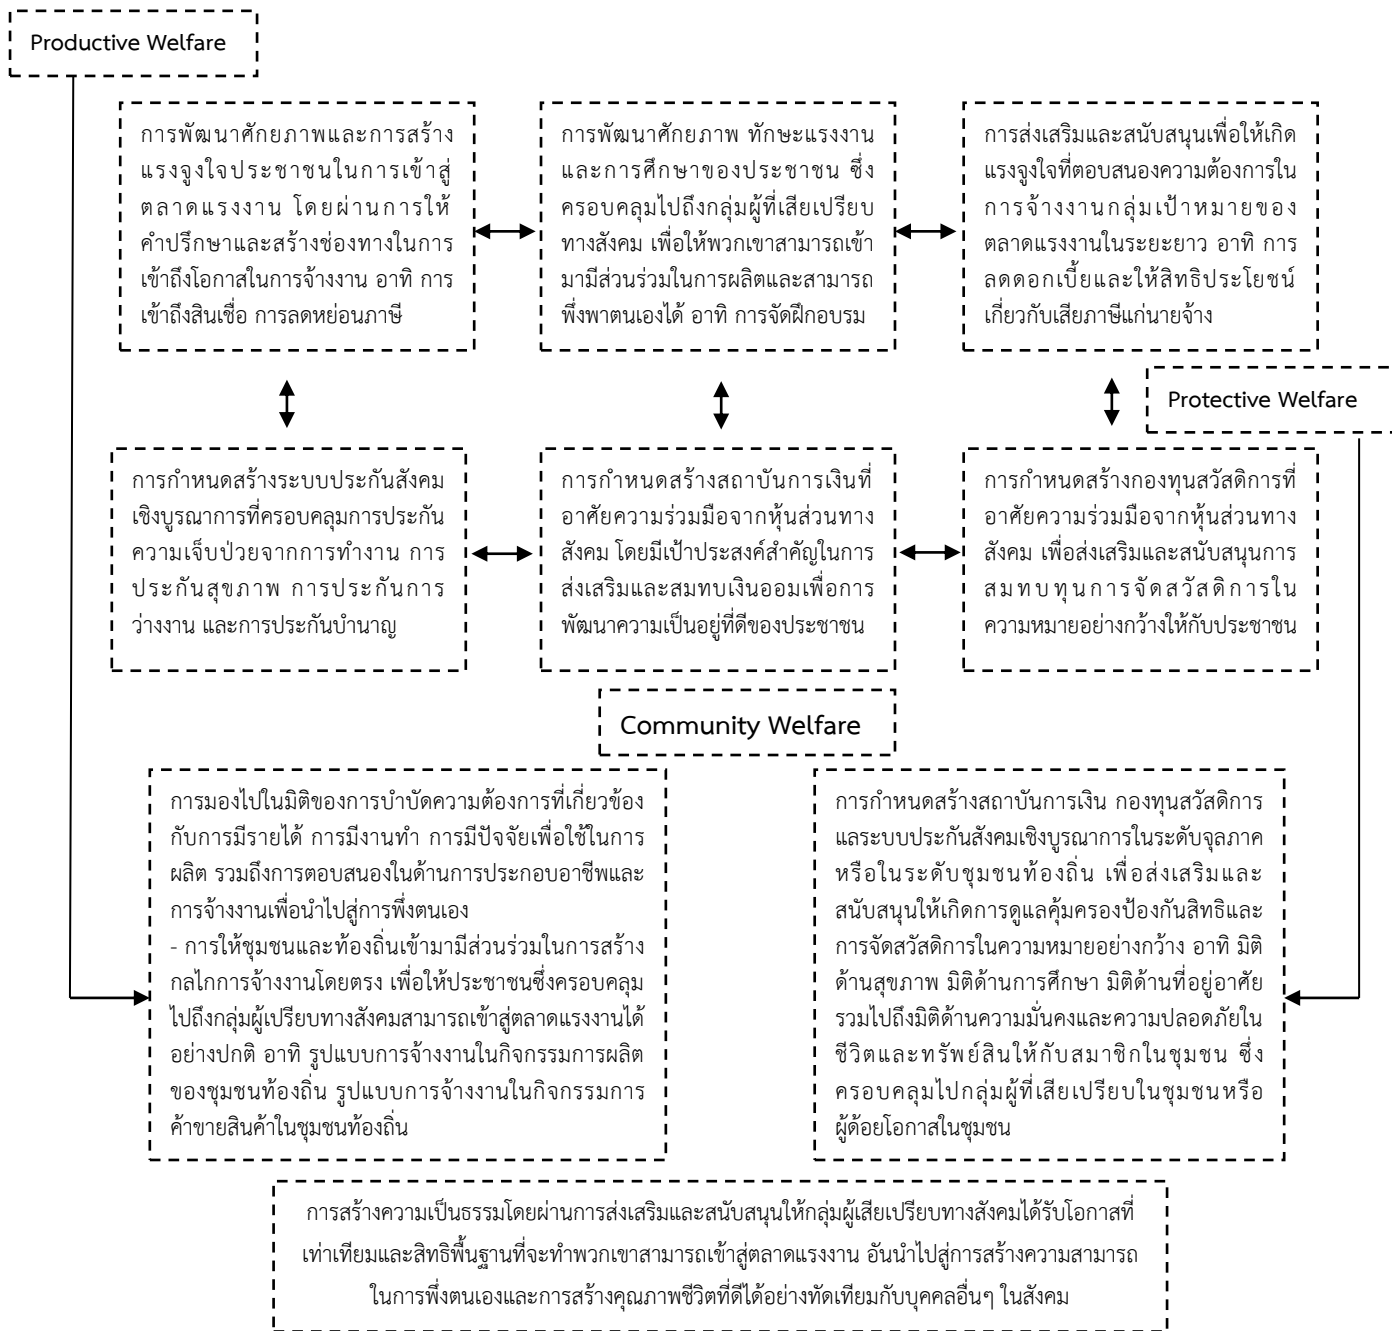 Productive Welfare
การพัฒนาศักยภาพและการสร้าง
แรงจูงใจประชาชนในการเข้าสู่
ตลาดแรงงาน โดยผ่านการให้
คำปรึกษาและสร้างช่องทางในการ
เข้าถึงโอกาสในการจ้างงาน อาทิ การ
เข้าถึงสินเชื่อ การลดหย่อนภาษี
การพัฒนาศักยภาพ ทักษะแรงงาน
และการศึกษาของประชาชน ซึ่ง
ครอบคลุมไปถึงกลุ่มผู้ที่เสียเปรียบ
ทางสังคม เพื่อให้พวกเขาสามารถเข้า
มามีส่วนร่วมในการผลิตและสามารถ
พึ่งพาตนเองได้ อาทิ การจัดฝึกอบรม
การส่งเสริมและสนับสนุนเพื่อให้เกิด
แรงจูงใจที่ตอบสนองความต้องการใน
การจ้างงานกลุ่มเป้าหมายของ
ตลาดแรงงานในระยะยาว อาทิ การ
ลดดอกเบี้ยและให้สิทธิประโยชน์
เกี่ยวกับเสียภาษีแก่นายจ้าง
Protective Welfare
การกำหนดสร้างระบบประกันสังคม
เชิงบูรณาการที่ครอบคลุมการประกัน
ความเจ็บป่วยจากการทำงาน การ
ประกันสุขภาพ การประกันการ
ว่างงาน และการประกันบำนาญ
การกำหนดสร้างสถาบันการเงินที่
อาศัยความร่วมมือจากหุ้นส่วนทาง
สังคม โดยมีเป้าประสงค์สำคัญในการ
ส่งเสริมและสมทบเงินออมเพื่อการ
พัฒนาความเป็นอยู่ที่ดีของประชาชน
การกำหนดสร้างกองทุนสวัสดิการที่
อาศัยความร่วมมือจากหุ้นส่วนทาง
สังคม เพื่อส่งเสริมและสนับสนุนการ
สมทบทุนการจัดสวัสดิการใน
ความหมายอย่างกว้างให้กับประชาชน
Community Welfare
การมองไปในมิติของการบำบัดความต้องการที่เกี่ยวข้อง
กับการมีรายได้ การมีงานทำ การมีปัจจัยเพื่อใช้ในการ
ผลิต รวมถึงการตอบสนองในด้านการประกอบอาชีพและ
การจ้างงานเพื่อนำไปสู่การพึ่งตนเอง
- การให้ชุมชนและท้องถิ่นเข้ามามีส่วนร่วมในการสร้าง
กลไกการจ้างงานโดยตรง เพื่อให้ประชาชนซึ่งครอบคลุม
ไปถึงกลุ่มผู้เปรียบทางสังคมสามารถเข้าสู่ตลาดแรงงานได้
อย่างปกติ อาทิ รูปแบบการจ้างงานในกิจกรรมการผลิต
ของชุมชนท้องถิ่น รูปแบบการจ้างงานในกิจกรรมการ
ค้าขายสินค้าในชุมชนท้องถิ่น
การกำหนดสร้างสถาบันการเงิน กองทุนสวัสดิการ
แลระบบประกันสังคมเชิงบูรณาการในระดับจุลภาค
หรือในระดับชุมชนท้องถิ่น เพื่อส่งเสริมและ
สนับสนุนให้เกิดการดูแลคุ้มครองป้องกันสิทธิและ
การจัดสวัสดิการในความหมายอย่างกว้าง อาทิ มิติ
ด้านสุขภาพ มิติด้านการศึกษา มิติด้านที่อยู่อาศัย
รวมไปถึงมิติด้านความมั่นคงและความปลอดภัยใน
ชีวิตและทรัพย์สินให้กับสมาชิกในชุมชน ซึ่ง
ครอบคลุมไปกลุ่มผู้ที่เสียเปรียบในชุมชนหรือ
ผู้ด้อยโอกาสในชุมชน
การสร้างความเป็นธรรมโดยผ่านการส่งเสริมและสนับสนุนให้กลุ่มผู้เสียเปรียบทางสังคมได้รับโอกาสที่
เท่าเทียมและสิทธิพื้นฐานที่จะทำพวกเขาสามารถเข้าสู่ตลาดแรงงาน อันนำไปสู่การสร้างความสามารถ
ในการพึ่งตนเองและการสร้างคุณภาพชีวิตที่ดีได้อย่างทัดเทียมกับบุคคลอื่นๆ ในสังคม